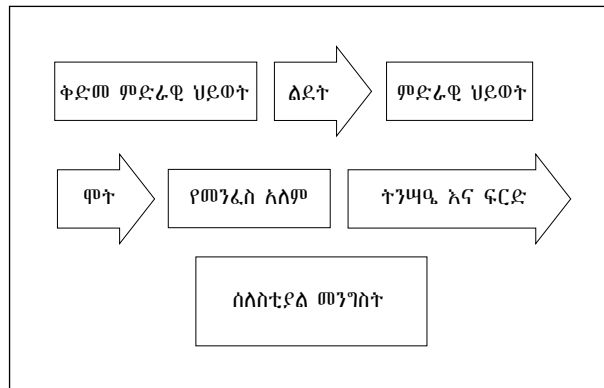 ቅድመ ምድራዊ ህይወት
ልደት
ምድራዊ ህይወት
ሞት
የመንፈስ አለም
ትንሣዔ እና ፍርድ
ሰለስቲያል መንግስት